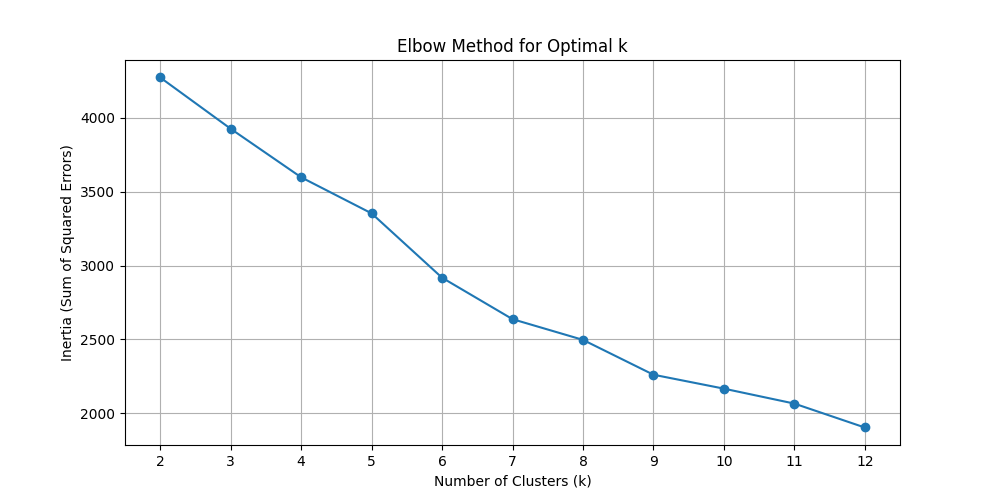 Elbow Method for Optimal k
Inertia (Sum of Squared Errors)
4000
3500
3000
2500
2000
2 3 4 5 6 7 8 9 10 11 12
Number of Clusters (k)